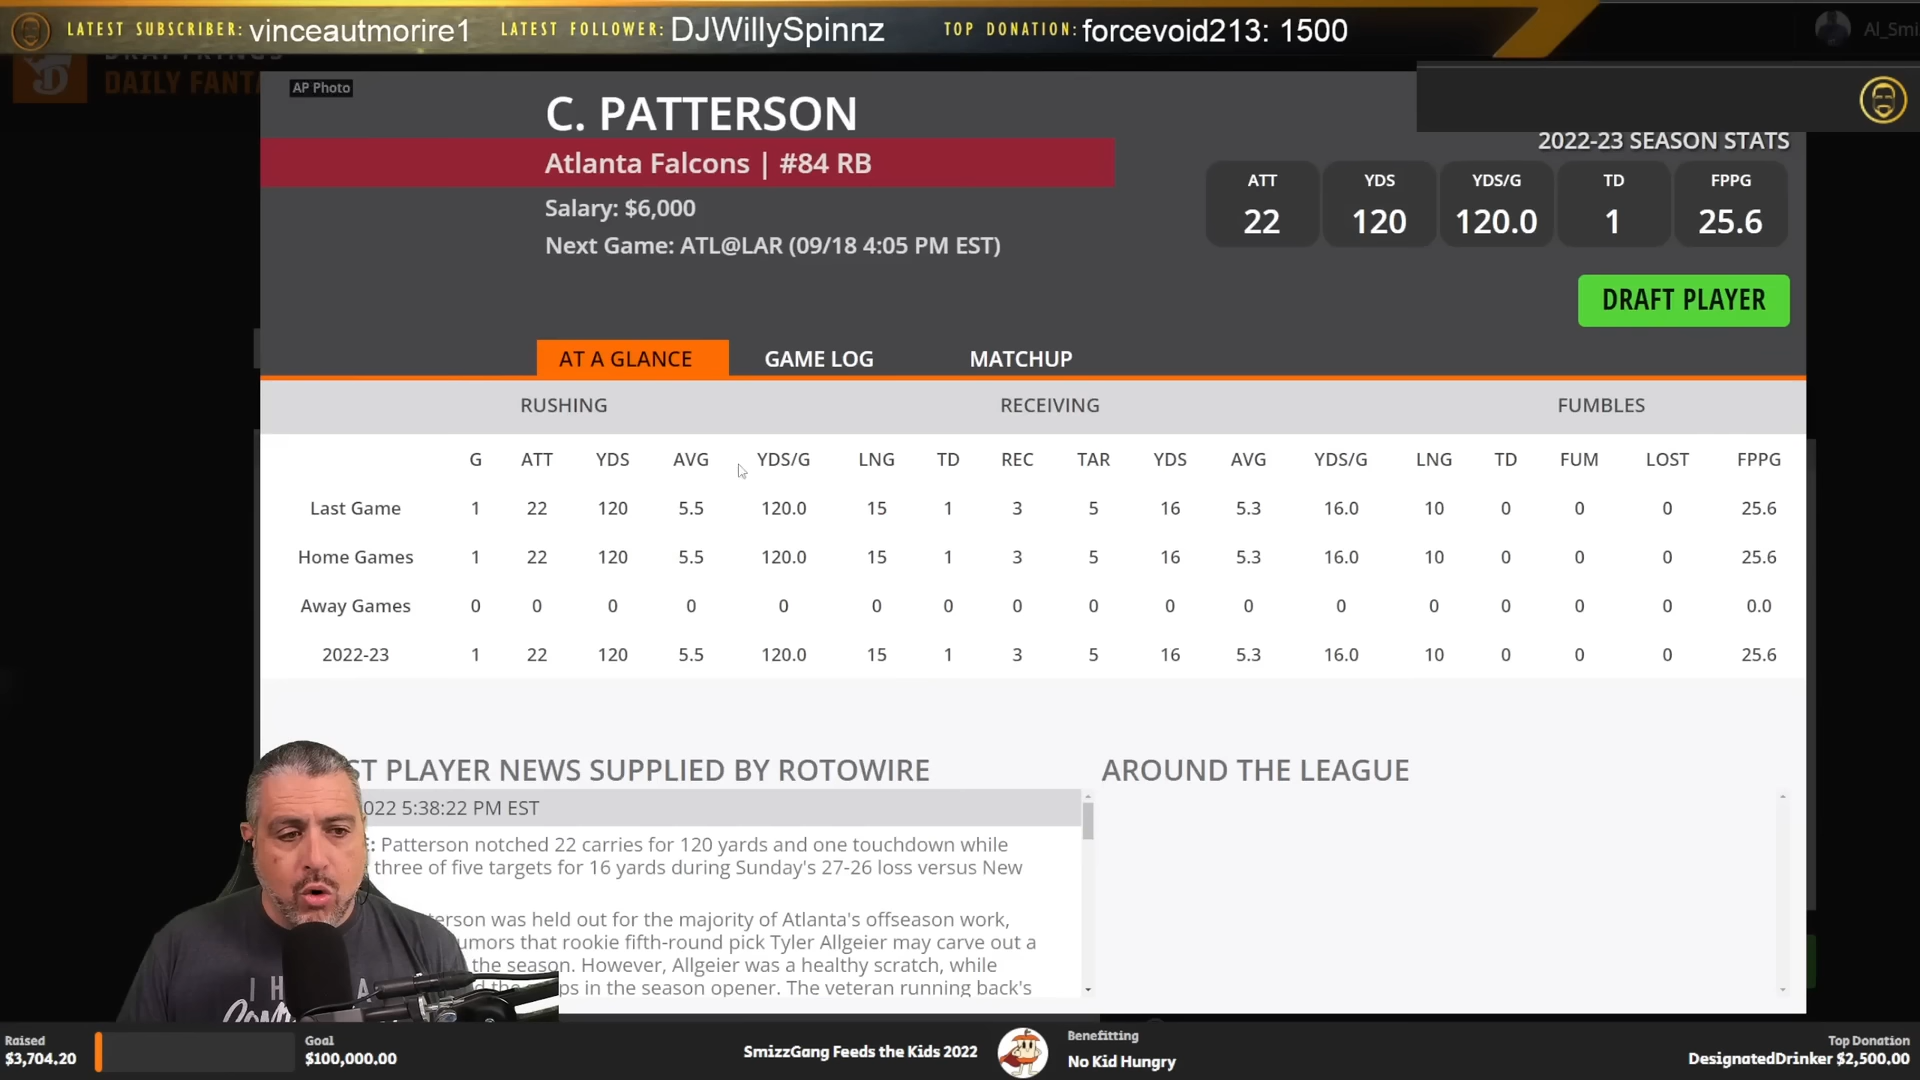 LATEST SUBSCRIBER: vinceautmorire1 LATEST FOLLOWER: DJWillySpinnz TOP DONATION: forcevoid213: 1500
Al_Smi
DAILY FANTA
AP Photo
C. PATTERSON
Atlanta Falcons | #84 RB
Salary: $6,000
Next Game: ATL@LAR (09/18 4:05 PM EST)
2022-23 SEASON STATS
ATT YDS YDS/G TD FPPG
22 120 120.0 1 25.6
DRAFT PLAYER
AT A GLANCE GAME LOG MATCHUP
RUSHING RECEIVING FUMBLES
G ATT YDS AVG YDS/G LNG TD REC TAR YDS AVG YDS/G LNG TD FUM LOST FPPG
Last Game 1 22 120 5.5 120.0 15 1 3 5 16 5.3 16.0 10 0 0 0 25.6
Home Games 1 22 120 5.5 120.0 15 1 3 5 16 5.3 16.0 10 0 0 0 25.6
Away Games 0 0 0 0 0 0 0 0 0 0 0 0 0 0 0 0 0.0
2022-23 1 22 120 5.5 120.0 15 1 3 5 16 5.3 16.0 10 0 0 0 25.6
ST PLAYER NEWS SUPPLIED BY ROTOWIRE
AROUND THE LEAGUE
022 5:38:22 PM EST
E: Patterson notched 22 carries for 120 yards and one touchdown while
three of five targets for 16 yards during Sunday's 27-26 loss versus New
terson was held out for the majority of Atlanta's offseason work,
umors that rookie fifth-round pick Tyler Allgeier may carve out a
the season. However, Allgeier was a healthy scratch, while
in the season opener. The veteran running back's
Raised
$3,704.20
Goal
$100,000.00
SmizzGang Feeds the Kids 2022
Benefitting
No Kid Hungry
Top Donation
DesignatedDrinker $2,500.00